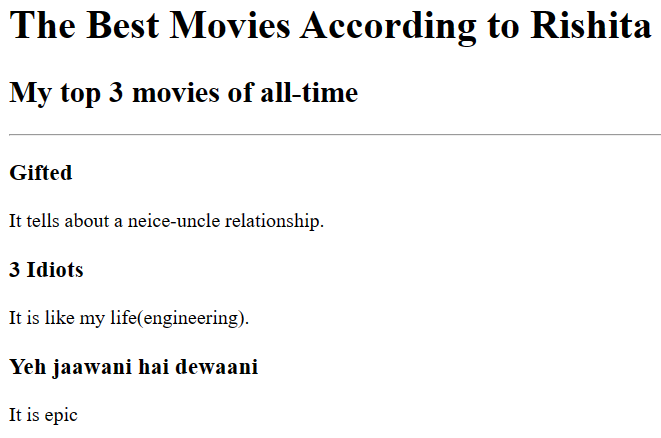 The Best Movies According to Rishita
My top 3 movies of all-time
Gifted
It tells about a neice-uncle relationship.
3 Idiots
It is like my life(engineering).
Yeh jaawani hai dewaani
It is epic